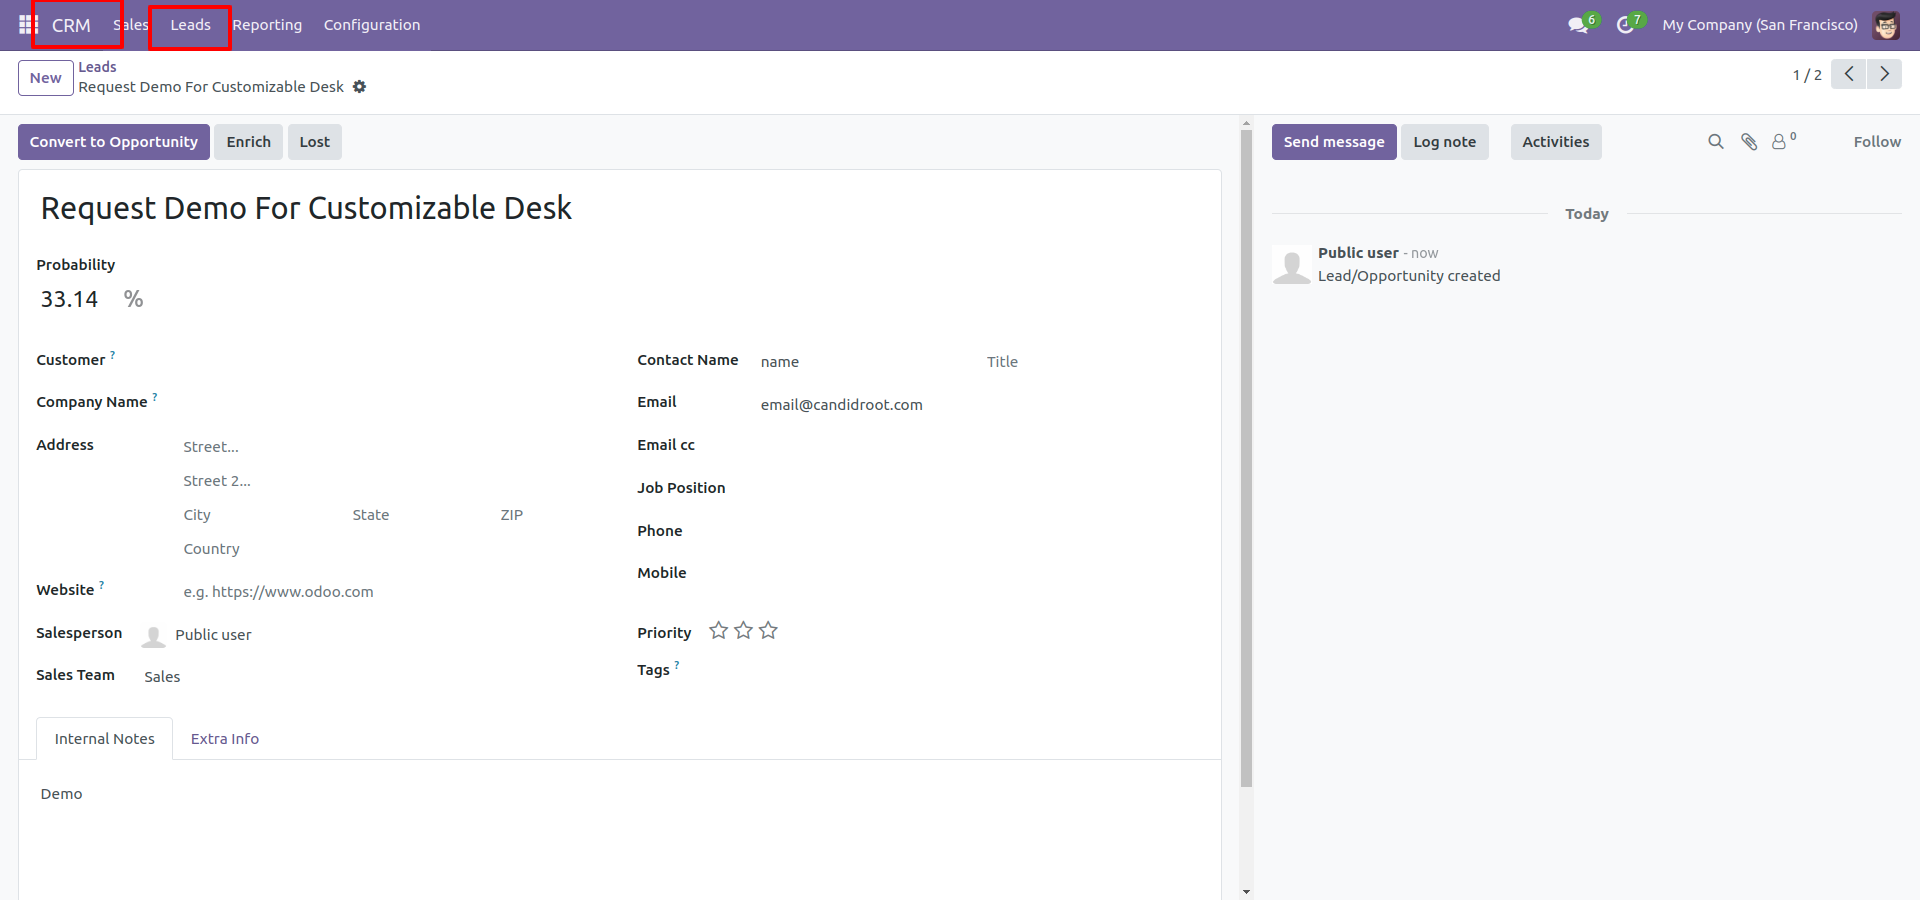 CRM Sales Leads Reporting Configuration 6 7 My Company (San Francisco)
New Leads
Request Demo For Customizable Desk 1 / 2
Convert to Opportunity Enrich Lost Send message Log note Activities 0 Follow
Request Demo For Customizable Desk
Today
Probability
33.14 %
Public user - now
Lead/Opportunity created
Customer ? Contact Name name Title
Company Name ? Email email@candidroot.com
Address Street... Email cc
Street 2... Job Position
City State ZIP
Country Phone
Website ? e.g. https://www.odoo.com Mobile
Salesperson Public user Priority
Sales Team Sales Tags ?
Internal Notes Extra Info
Demo